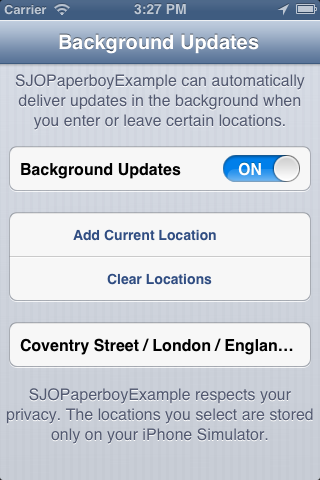 Carrier 3:27 PM
Background Updates
SJOPaperboyExample can automatically
deliver updates in the background when
you enter or leave certain locations.
Background Updates ON
Add Current Location
Clear Locations
Coventry Street / London / Englan...
SJOPaperboyExample respects your
privacy. The locations you select are stored
only on your iPhone Simulator.